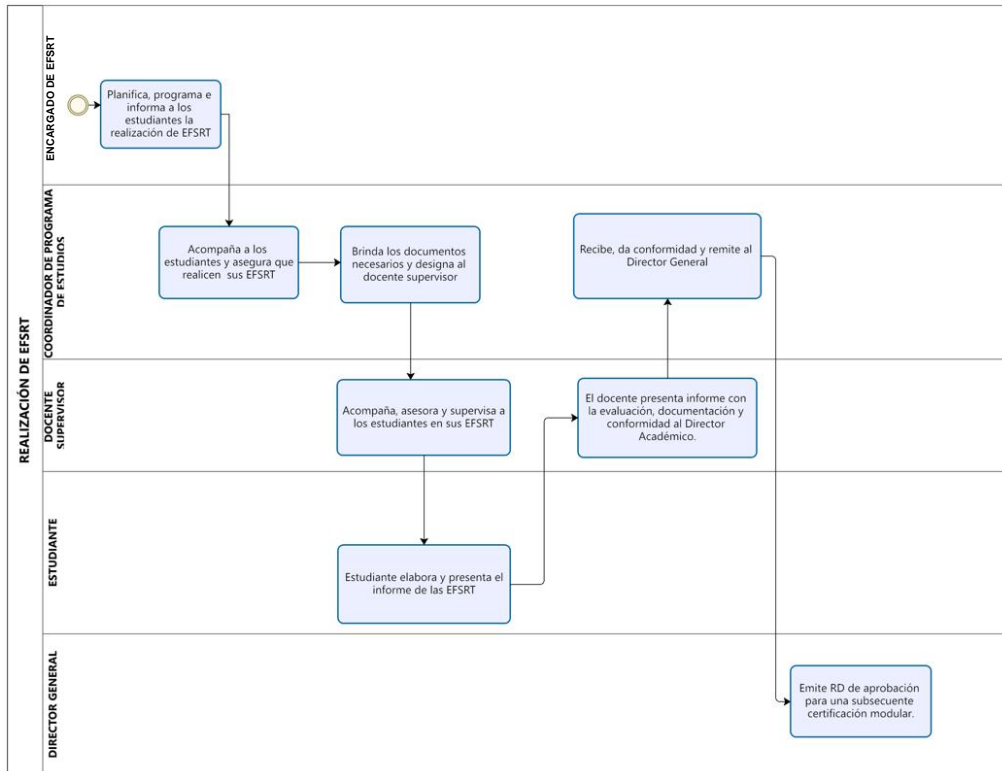 REALIZACIÓN DE EFSRT
ENCARGADO DE EFSRT
Planifica, programa e
informa a los
estudiantes la
realización de EFSRT
COORDINADOR DE PROGRAMA
DE ESTUDIOS
Acompaña a los
estudiantes y asegura que
realicen sus EFSRT
Brinda los documentos
necesarios y designa al
docente supervisor
Recibe, da conformidad y remite al
Director General
DOCENTE
SUPERVISOR
Acompaña, asesora y supervisa a
los estudiantes en sus EFSRT
El docente presenta informe con
la evaluación, documentación y
conformidad al Director
Académico.
ESTUDIANTE
Estudiante elabora y presenta el
informe de las EFSRT
DIRECTOR GENERAL
Emite RD de aprobación
para una subsecuente
certificación modular.